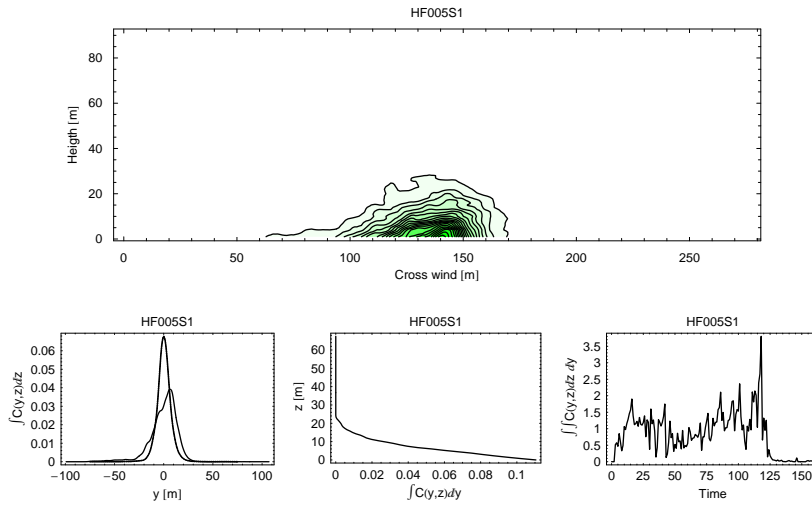 HF005S1
80
60
40
20
0
Heigth [m]
0 50 100 150 200 250
Cross wind [m]
HF005S1
0.06
0.05
0.04
0.03
0.02
0.01
0
∫C(y,z)dz
−100 −50 0 50 100
y [m]
HF005S1
60
50
40
30
20
10
0
z [m]
0 0.02 0.04 0.06 0.08 0.1
∫C(y,z)dy
HF005S1
3.5
3
2.5
2
1.5
1
0.5
0
∫∫C(y,z)dz dy
0 25 50 75 100 125 150
Time